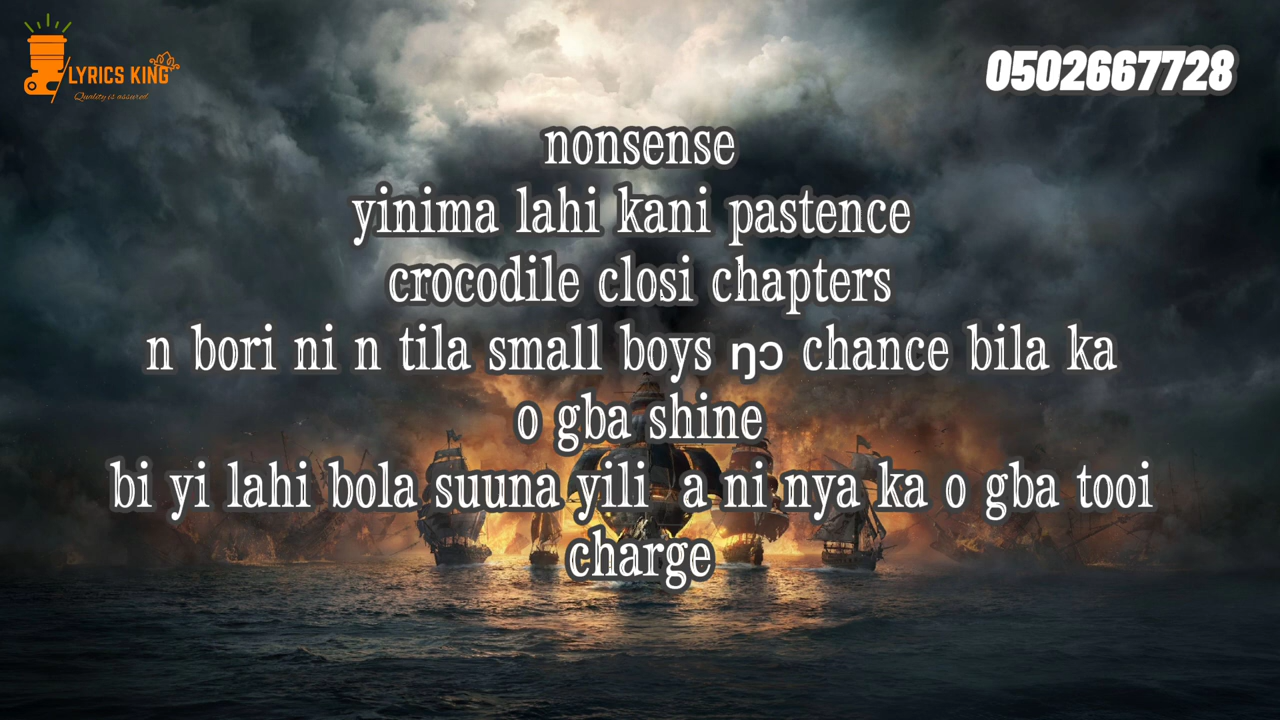 LYRICS KING
Quality is assured
0502667728
nonsense
yinima lahi kani pastence
crocodile closi chapters
n bori ni n tila small boys ŋɔ chance bila ka
o gba shine
bi yi lahi bola suuna yili a ni nya ka o gba tooi
charge